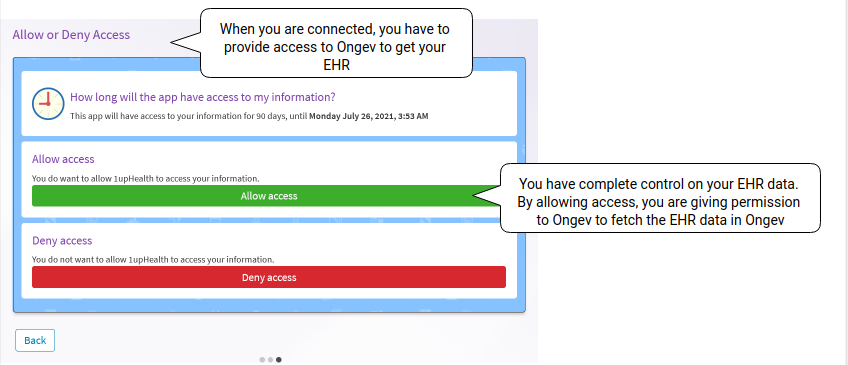 Allow or Deny Access
When you are connected, you have to
provide access to Ongev to get your
EHR
How long will the app have access to my information?
This app will have access to your information for 90 days, until Monday July 26, 2021, 3:53 AM
Allow access
You do want to allow 1upHealth to access your information.
Allow access
You have complete control on your EHR data.
By allowing access, you are giving permission
to Ongev to fetch the EHR data in Ongev
Deny access
You do not want to allow 1upHealth to access your information.
Deny access
Back